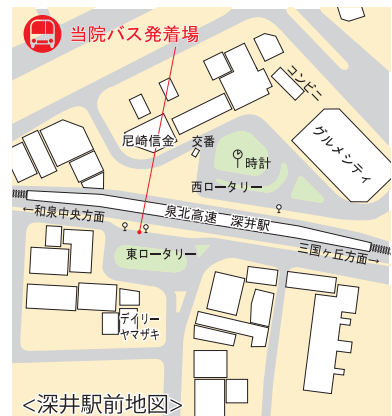 当院バス発着場
コンビニ
尼崎信金
交番
グルメシティ
時計
西ロータリー
泉北高速 深井駅
←和泉中央方面
三国ヶ丘方面→
東ロータリー
デイリー
ヤマザキ
<深井駅前地図>